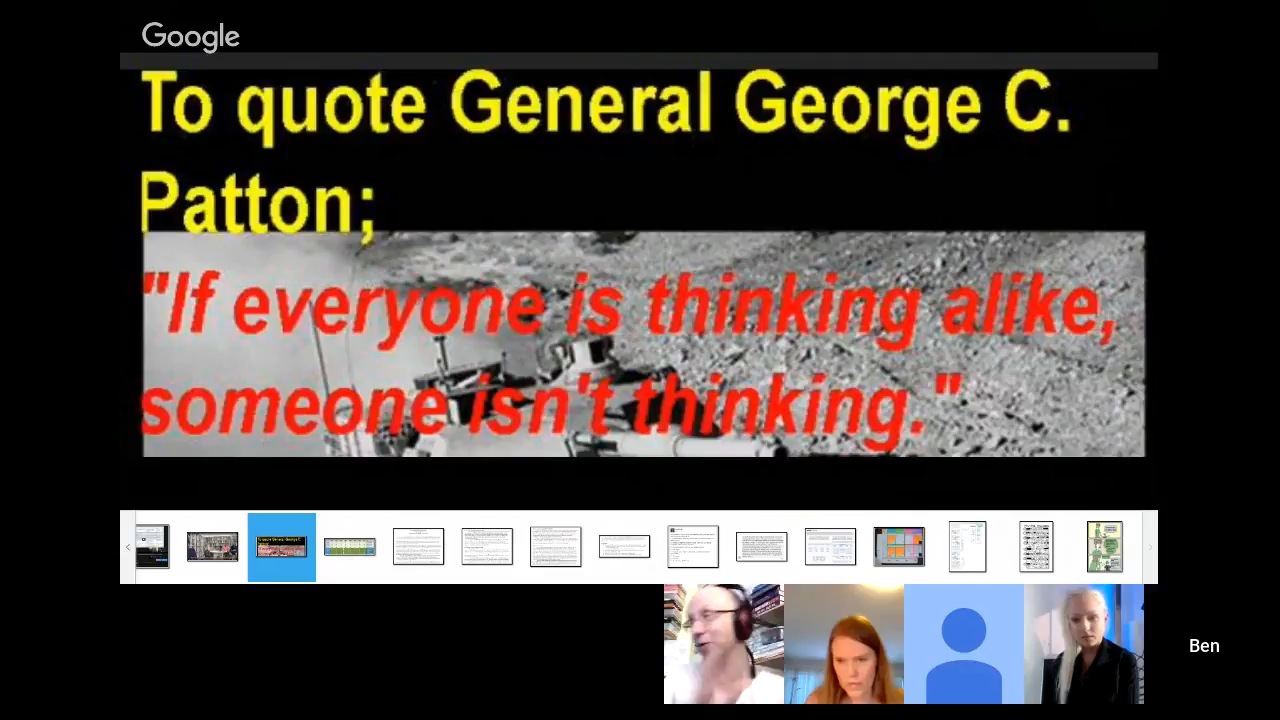 Google
To quote General George C.
Patton;
"If everyone is thinking alike,
someone isn't thinking."
Ben